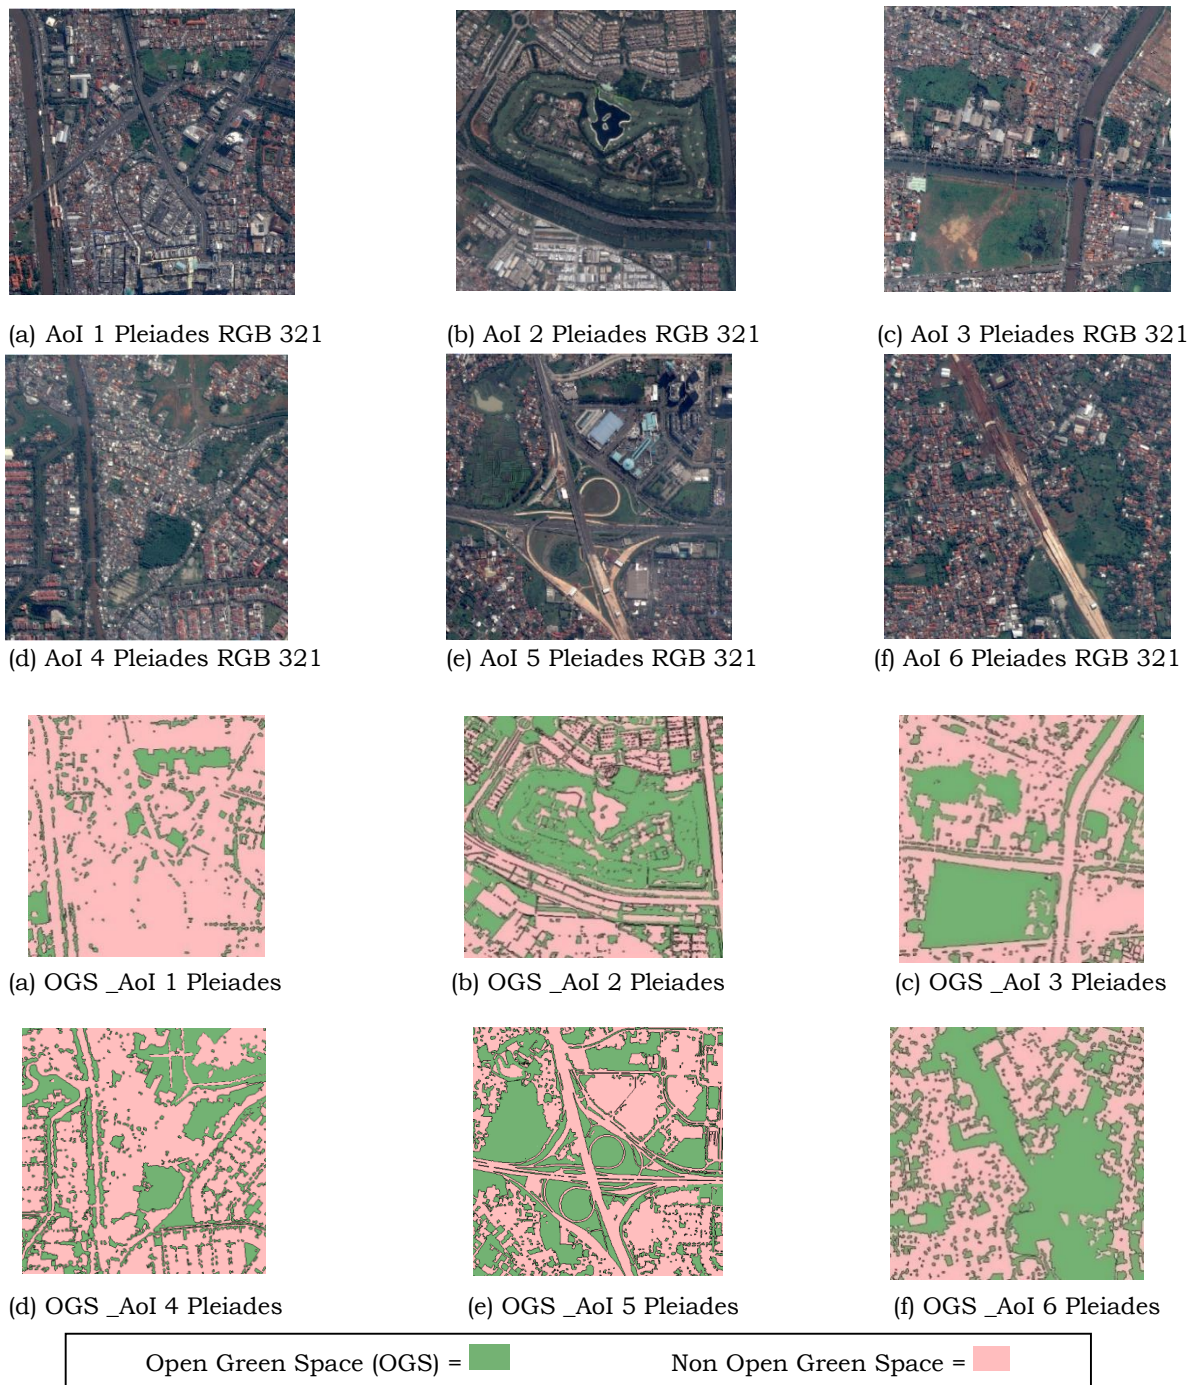 (a) AoI 1 Pleiades RGB 321
(b) AoI 2 Pleiades RGB 321
(c) AoI 3 Pleiades RGB 321
(d) AoI 4 Pleiades RGB 321
(e) AoI 5 Pleiades RGB 321
(f) AoI 6 Pleiades RGB 321
(a) OGS _AoI 1 Pleiades
(b) OGS _AoI 2 Pleiades
(c) OGS _AoI 3 Pleiades
(d) OGS _AoI 4 Pleiades
(e) OGS _AoI 5 Pleiades
(f) OGS _AoI 6 Pleiades
Open Green Space (OGS) =
Non Open Green Space =